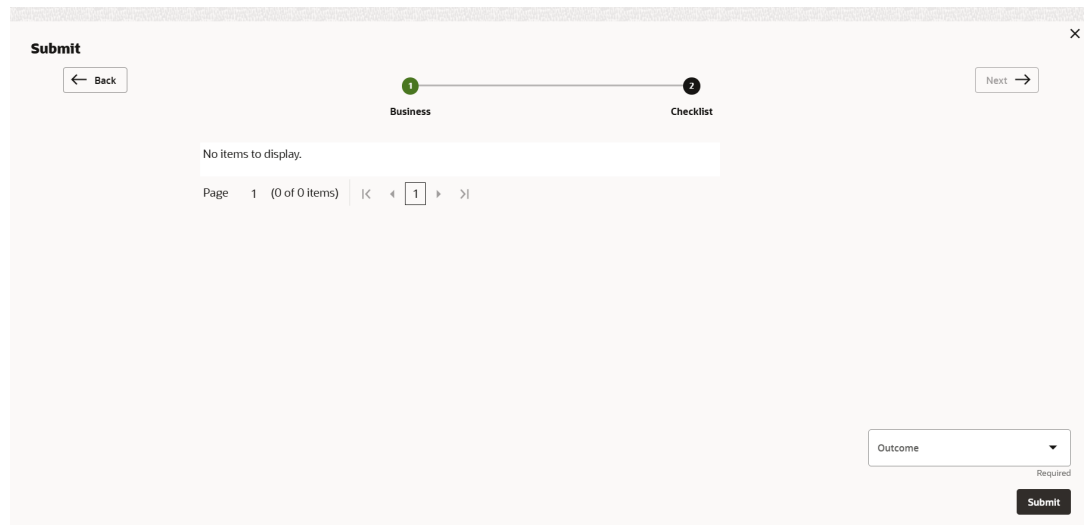 Submit
Back
1
2
Next
Business
Checklist
No items to display.
Page 1 (0 of 0 items) 1
Outcome
Required
Submit